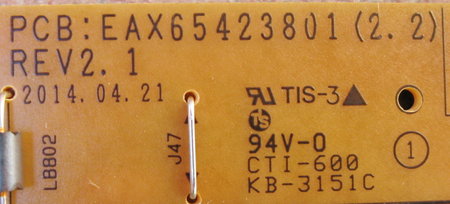 PCB:EAX65423801(2.2)
REV2.1
2014.04.21
TIS-3
TS
94V-0
CTI-600
KB-3151C
1
J47
LB802